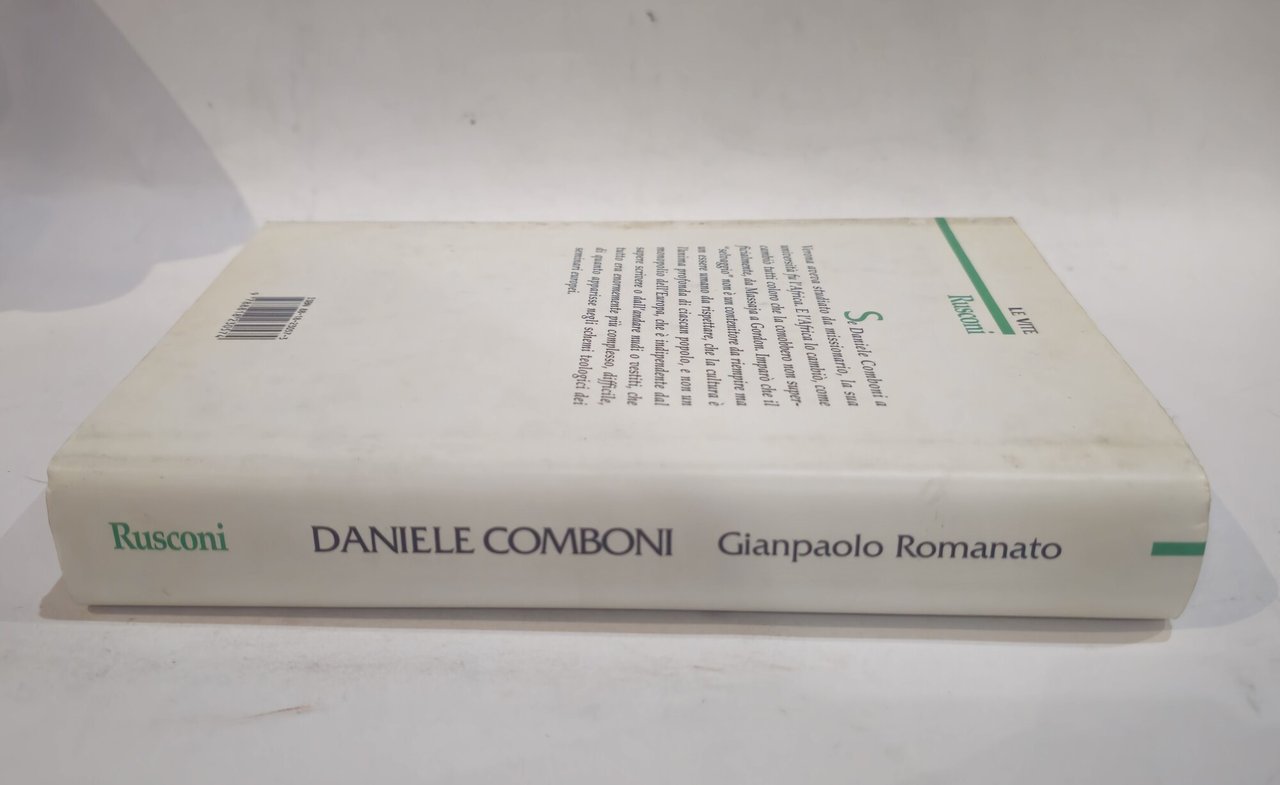 Rusconi
DANIELE COMBONI
Gianpaolo Romanato
LE VITE
Rusconi
Se Daniele Comboni a
Verona aveva studiato da missionario, la sua
università fu l'Africa. E l'Africa lo cambiò, come
cambiò tutti coloro che la conobbero non super-
ficialmente, da Massaja a Gordon. Imparò che il
"selvaggio" non è un contenitore da riempire ma
un essere umano da rispettare, che la cultura è
l'anima profonda di ciascun popolo, e non un
monopolio dell'Europa, che è indipendente dal
sapere scrivere o dall'andare nudi o vestiti, che
tutto era enormemente più complesso, difficile,
di quanto apparisse negli schemi teologici dei
seminari europei.